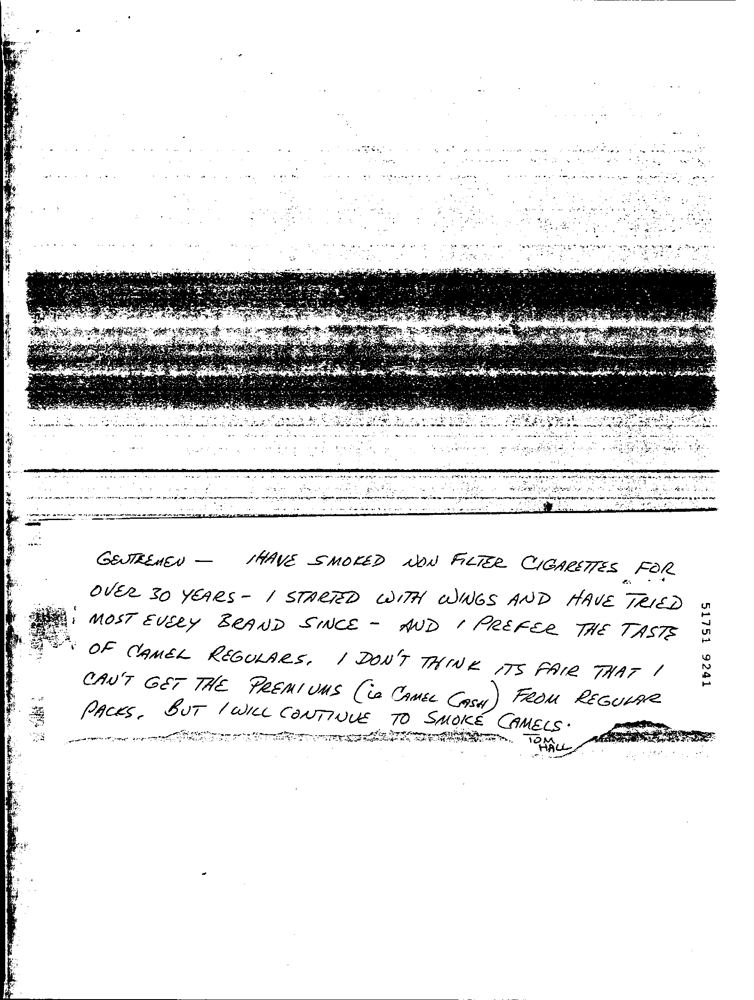 GENTLEMEN — I HAVE SMOKED NON FILTER CIGARETTES FOR
OVER 30 YEARS - I STARTED WITH WINGS AND HAVE TRIED
MOST EVERY BRAND SINCE - AND I PREFER THE TASTE
OF CAMEL REGULARS. I DON'T THINK ITS FAIR THAT I
CAN'T GET THE PREMIUMS (ie CAMEL CASH) FROM REGULAR
PACKS. BUT I WILL CONTINUE TO SMOKE CAMELS.
TOM
HALL
51751 9241